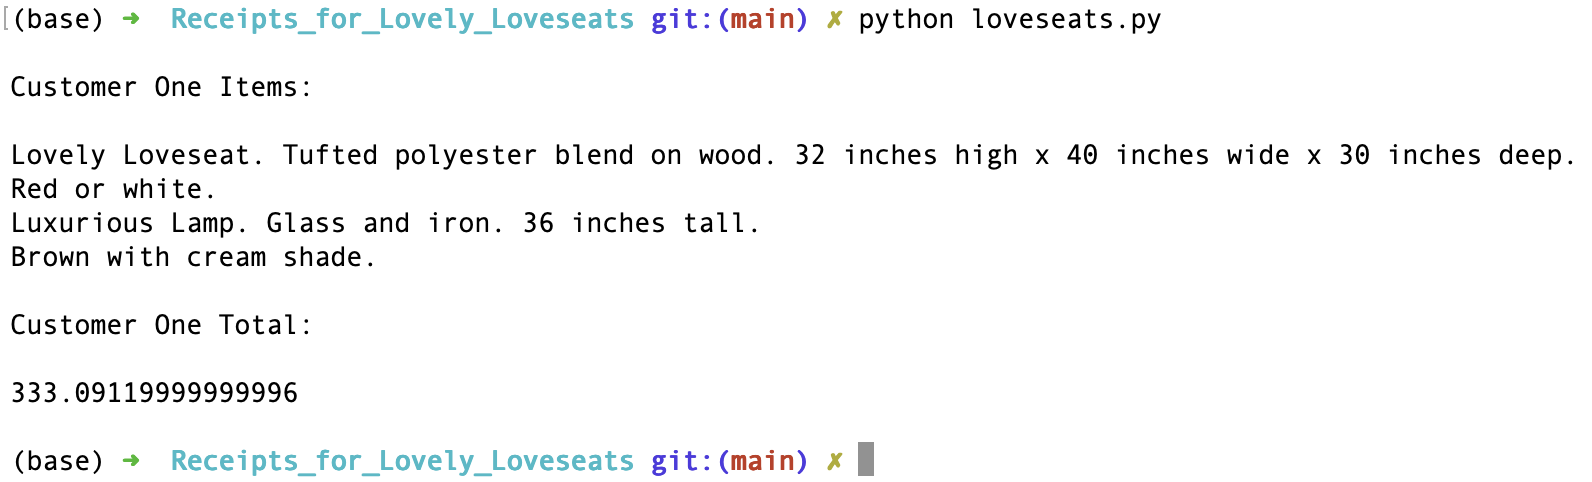 (base) ➜ Receipts_for_Lovely_Loveseats git:(main) ✗ python loveseats.py
Customer One Items:
Lovely Loveseat. Tufted polyester blend on wood. 32 inches high x 40 inches wide x 30 inches deep.
Red or white.
Luxurious Lamp. Glass and iron. 36 inches tall.
Brown with cream shade.
Customer One Total:
333.09119999999996
(base) ➜ Receipts_for_Lovely_Loveseats git:(main) ✗